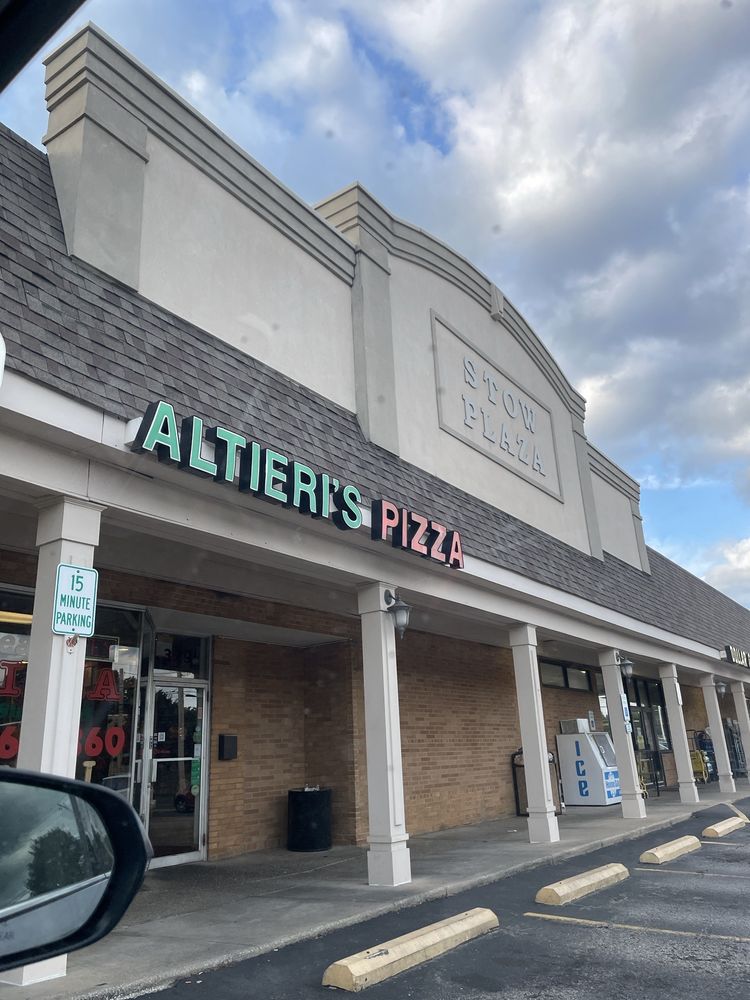 STOW
PLAZA
ALTIERI'S PIZZA
15
MINUTE
PARKING
ICE